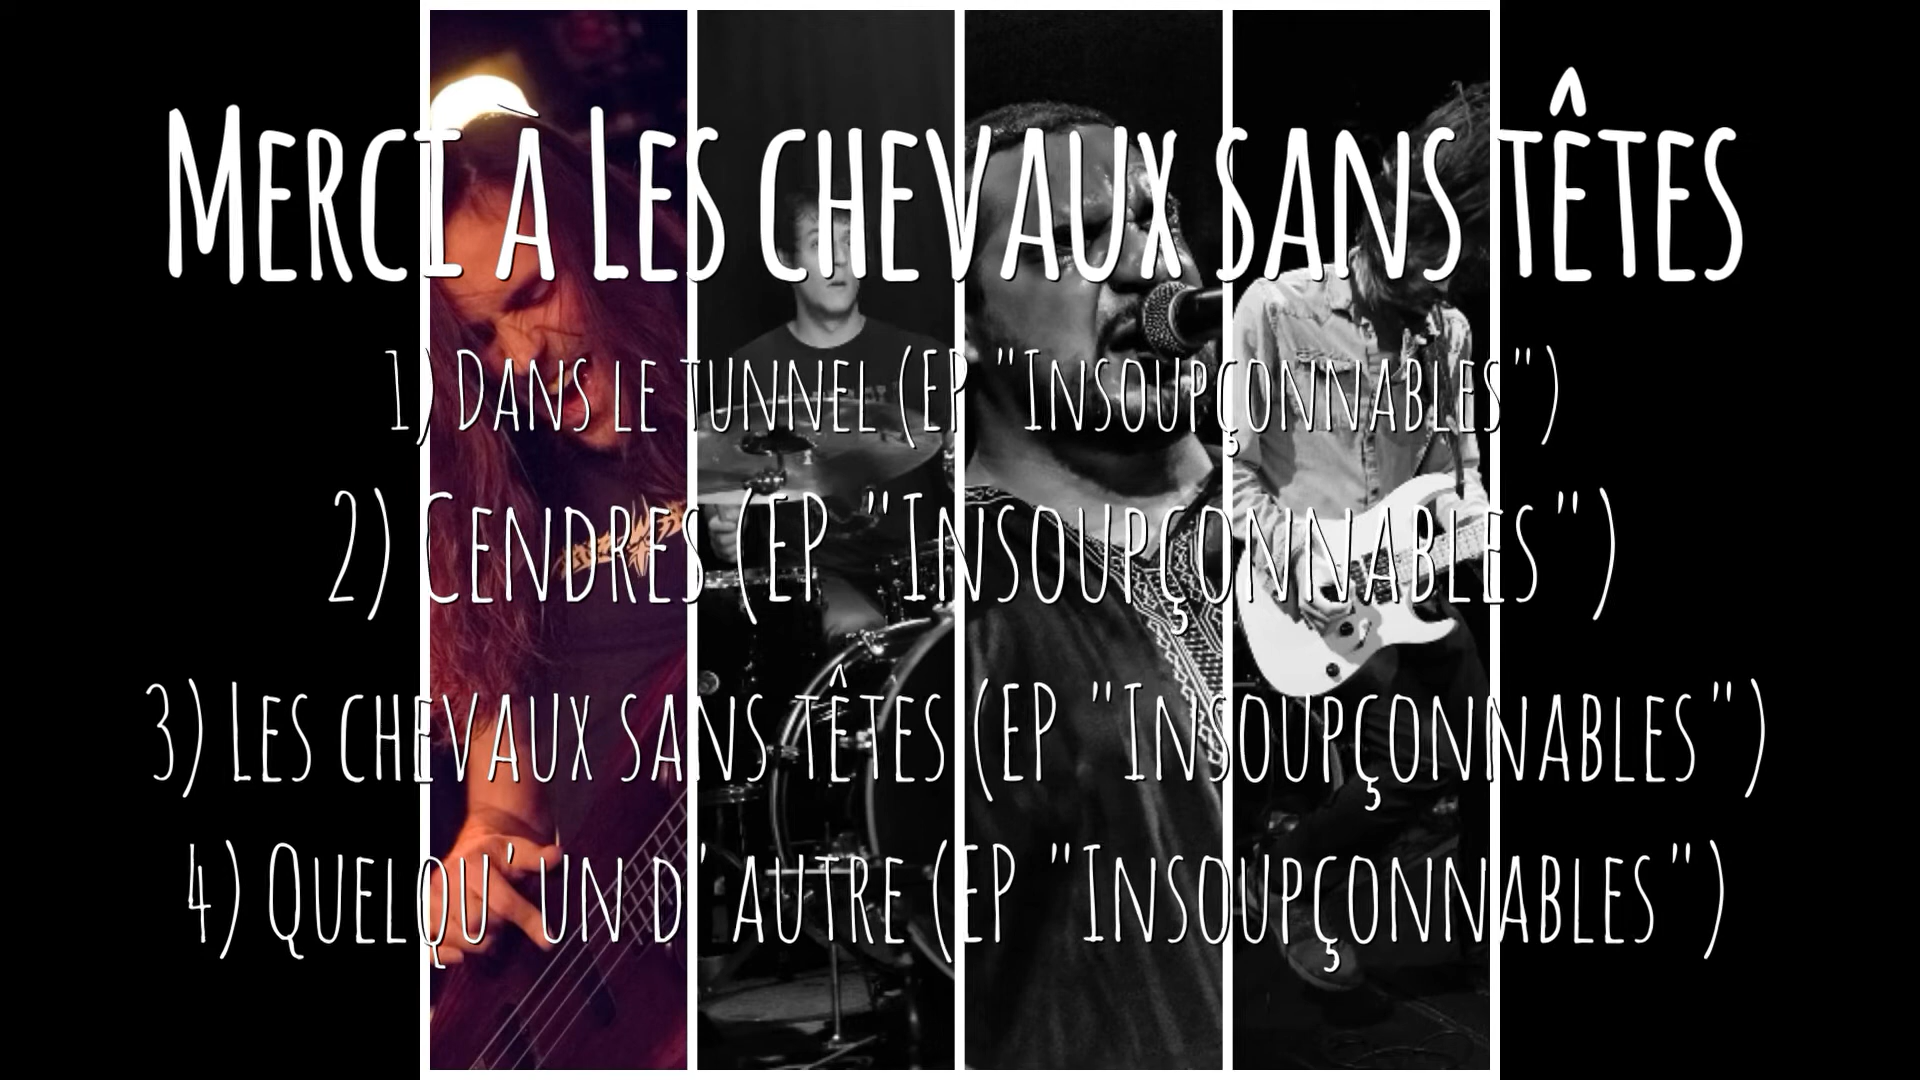 Merci à Les chevaux sans têtes
1) Dans le tunnel (EP "Insoupçonnables")
2) Cendres (EP "Insoupçonnables")
3) Les chevaux sans têtes (EP "Insoupçonnables")
4) Quelqu'un d'autre (EP "Insoupçonnables")